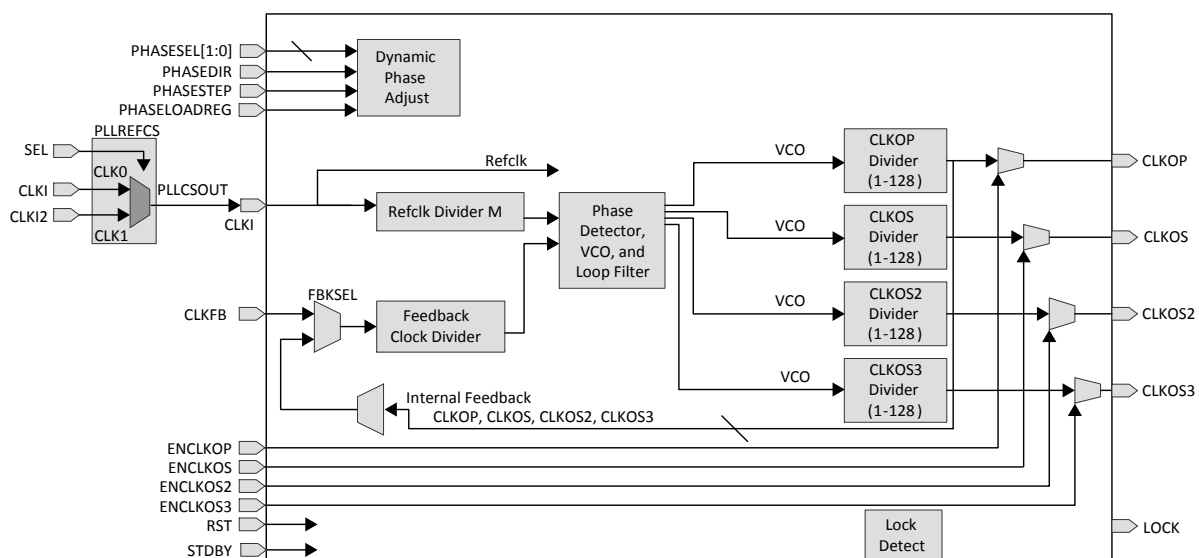 PHASESEL[1:0]
PHASEDIR
PHASESTEP
PHASELOADREG
Dynamic
Phase
Adjust
PLLREFCS
SEL
CLK0
CLKI
CLKI2
CLK1
PLLCSOUT
CLKI
Refclk
Refclk Divider M
Phase
Detector,
VCO, and
Loop Filter
VCO
CLKOP
Divider
(1-128)
CLKOP
VCO
CLKOS
Divider
(1-128)
CLKOS
CLKFB
FBKSEL
Feedback
Clock Divider
VCO
CLKOS2
Divider
(1-128)
CLKOS2
VCO
CLKOS3
Divider
(1-128)
CLKOS3
Internal Feedback
CLKOP, CLKOS, CLKOS2, CLKOS3
ENCLKOP
ENCLKOS
ENCLKOS2
ENCLKOS3
RST
STDBY
Lock
Detect
LOCK